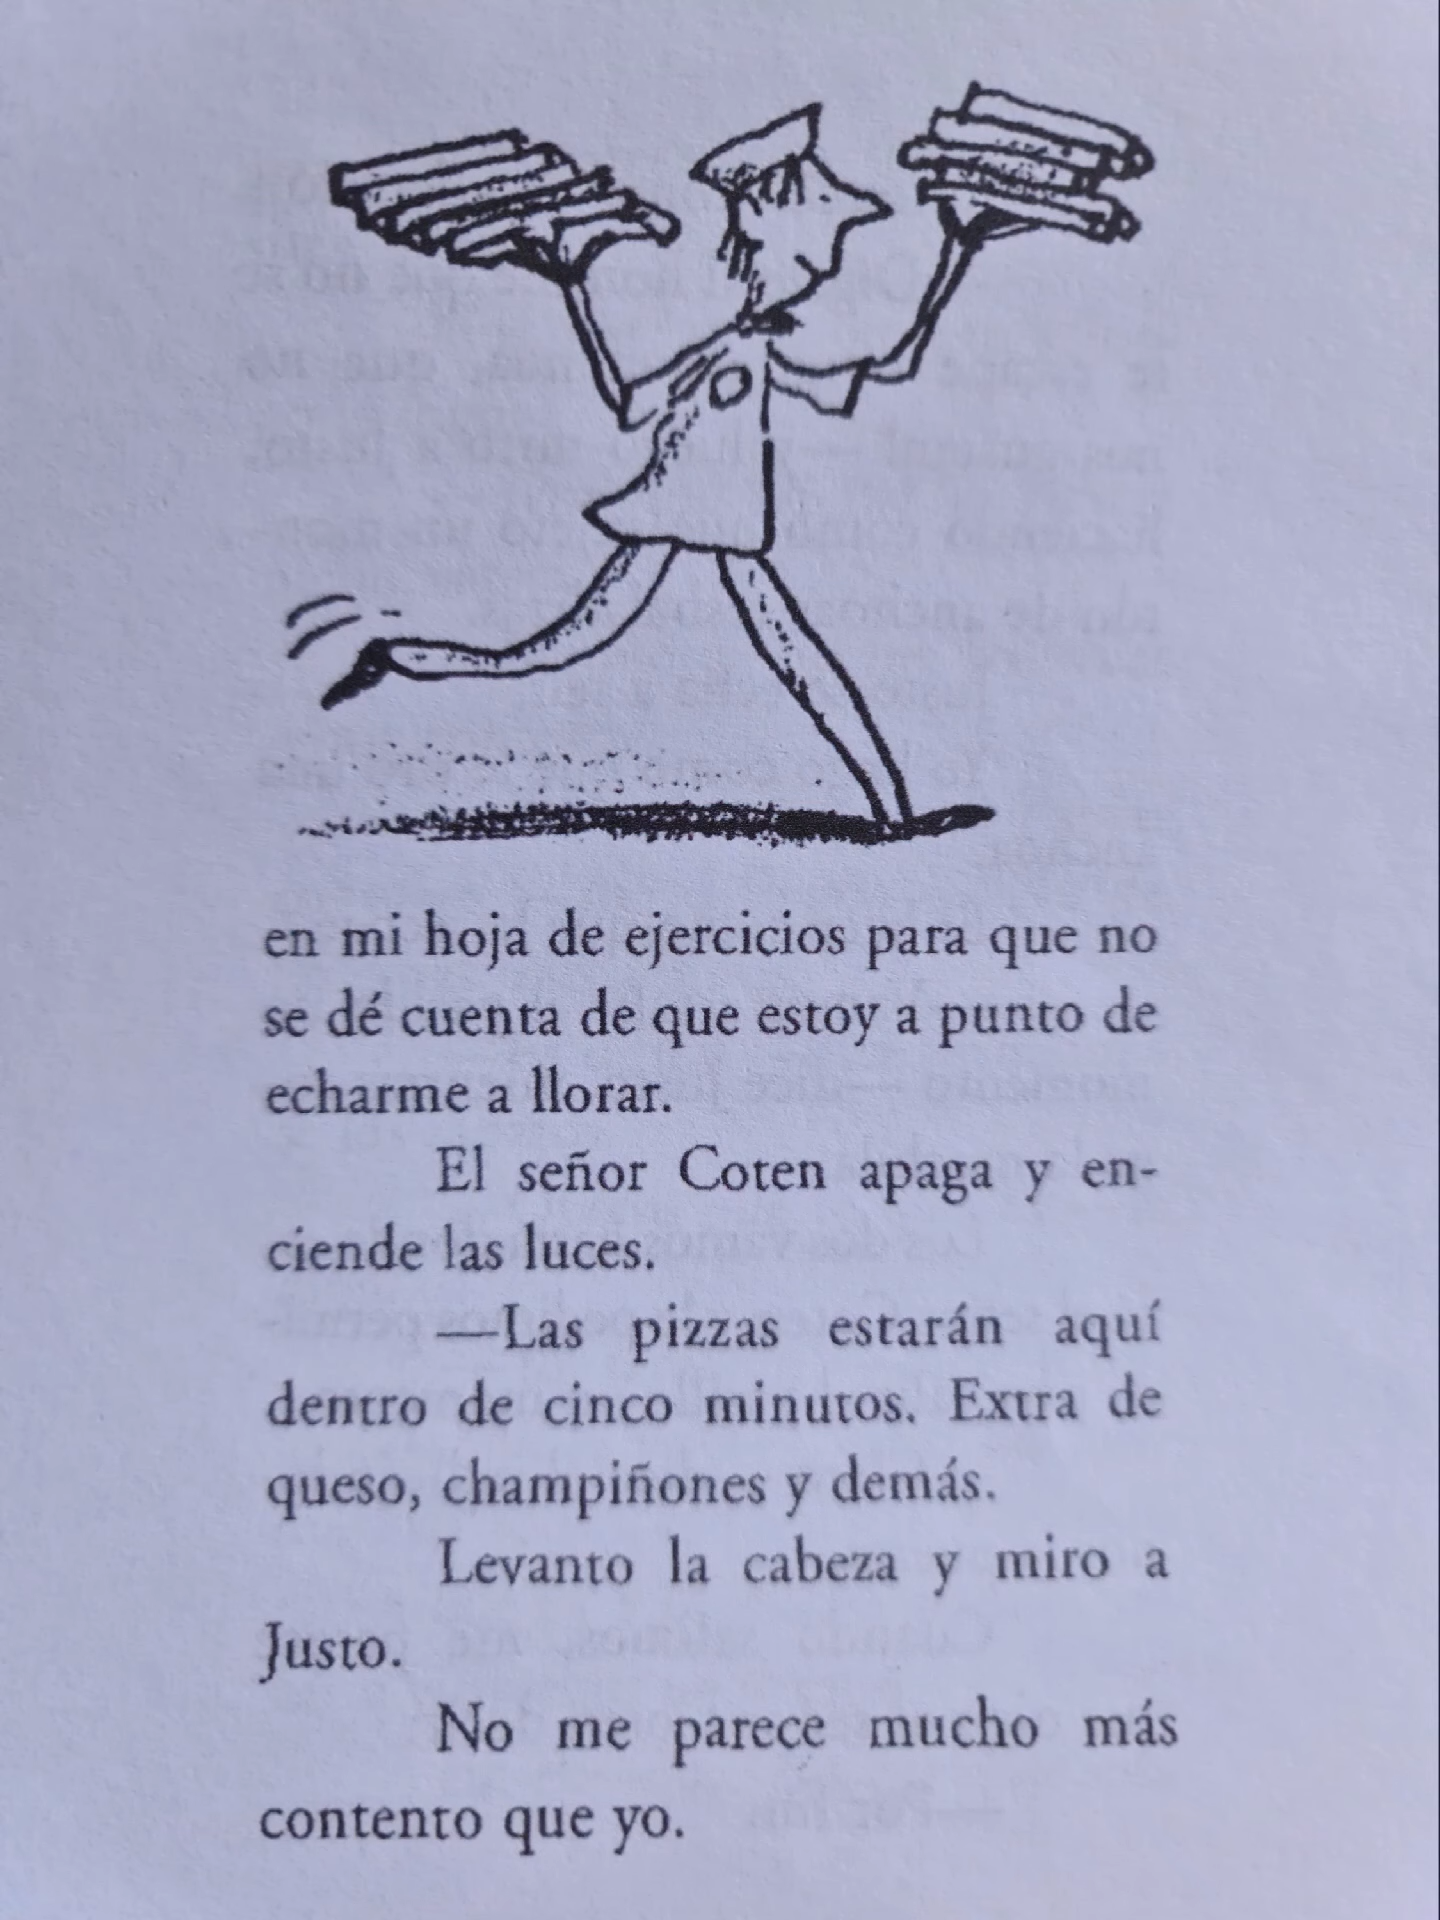 en mi hoja de ejercicios para que no
se dé cuenta de que estoy a punto de
echarme a llorar.
El señor Coten apaga y en-
ciende las luces.
—Las pizzas estarán aquí
dentro de cinco minutos. Extra de
queso, champiñones y demás.
Levanto la cabeza y miro a
Justo.
No me parece mucho más
contento que yo.